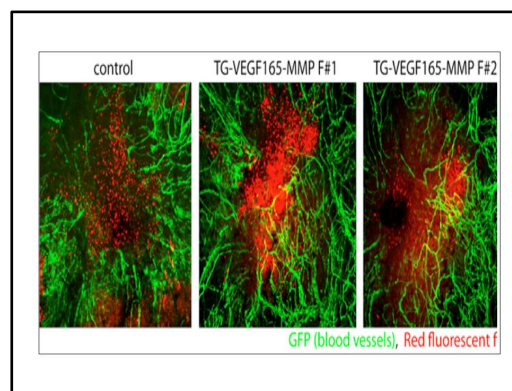 control TG-VEGF165-MMP F#1 TG-VEGF165-MMP F#2
GFP (blood vessels), Red fluorescent f